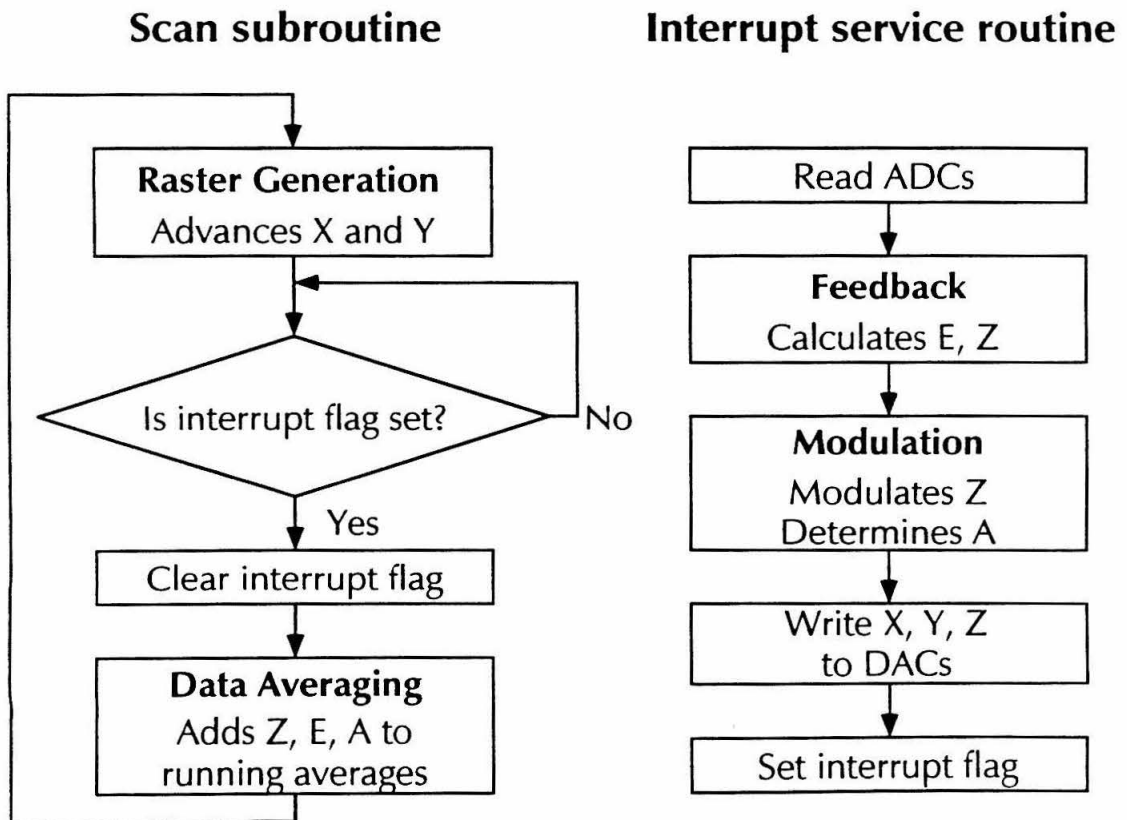 Scan subroutine
Raster Generation
Advances X and Y
Is interrupt flag set?
No
Yes
Clear interrupt flag
Data Averaging
Adds Z, E, A to
running averages
Interrupt service routine
Read ADCs
Feedback
Calculates E, Z
Modulation
Modulates Z
Determines A
Write X, Y, Z
to DACs
Set interrupt flag